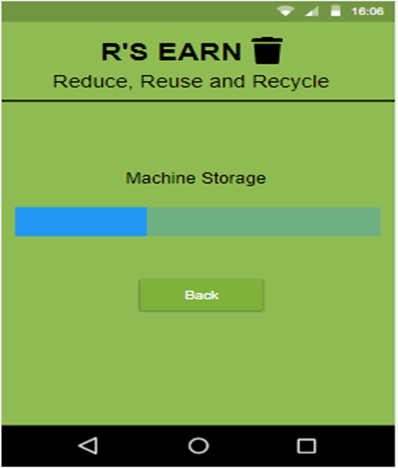 16:06
R'S EARN
Reduce, Reuse and Recycle
Machine Storage
Back